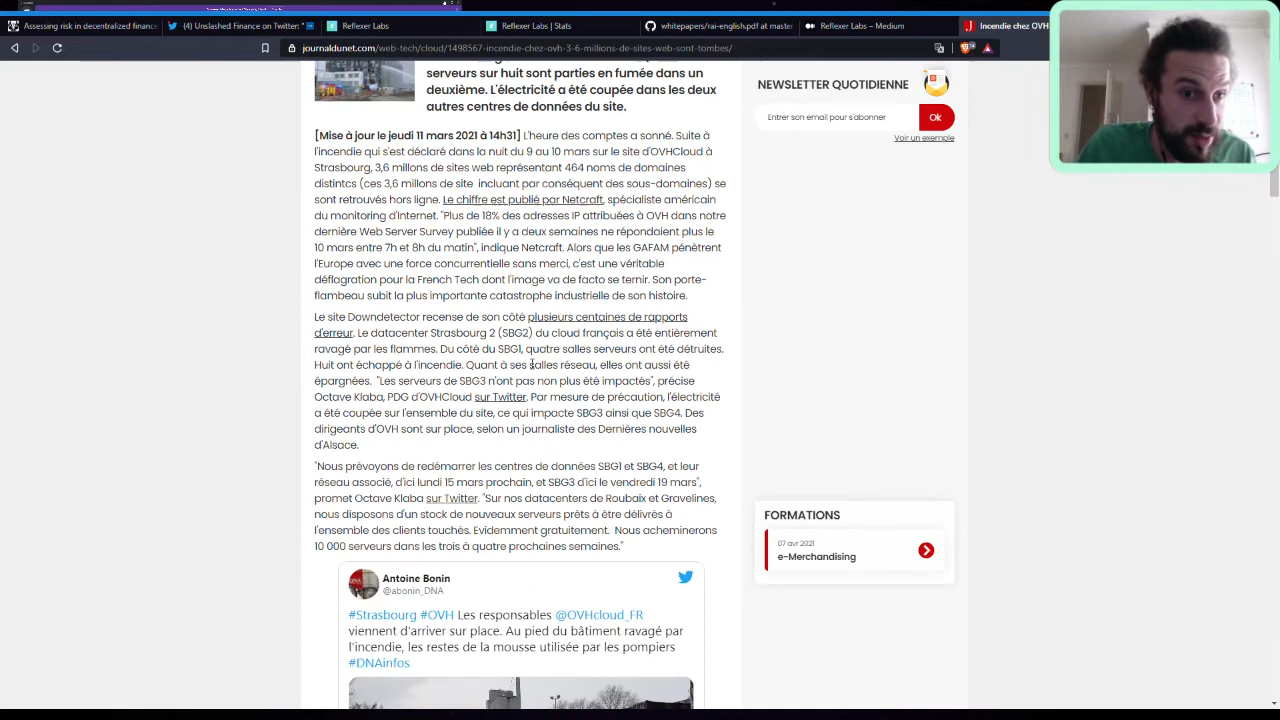 Assessing risk in decentralized finance
(4) Unslashed Finance on Twitter: "
Reflexer Labs
Reflexer Labs | Stats
whitepapers/rai-english.pdf at master
Reflexer Labs – Medium
Incendie chez OVH
journaldunet.com/web-tech/cloud/1498567-incendie-chez-ovh-3-6-millions-de-sites-web-sont-tombes/
serveurs sur huit sont parties en fumée dans un
deuxième. L'électricité a été coupée dans les deux
autres centres de données du site.
[Mise à jour le jeudi 11 mars 2021 à 14h31] L'heure des comptes a sonné. Suite à
l'incendie qui s'est déclaré dans la nuit du 9 au 10 mars sur le site d'OVHCloud à
Strasbourg, 3,6 millons de sites web représentant 464 noms de domaines
distintcs (ces 3,6 millons de site incluant par conséquent des sous-domaines) se
sont retrouvés hors ligne. Le chiffre est publié par Netcraft, spécialiste américain
du monitoring d'Internet. "Plus de 18% des adresses IP attribuées à OVH dans notre
dernière Web Server Survey publiée il y a deux semaines ne répondaient plus le
10 mars entre 7h et 8h du matin", indique Netcraft. Alors que les GAFAM pénètrent
l'Europe avec une force concurrentielle sans merci, c'est une véritable
déflagration pour la French Tech dont l'image va de facto se ternir. Son porte-
flambeau subit la plus importante catastrophe industrielle de son histoire.
Le site Downdetector recense de son côté plusieurs centaines de rapports
d'erreur. Le datacenter Strasbourg 2 (SBG2) du cloud français a été entièrement
ravagé par les flammes. Du côté du SBG1, quatre salles serveurs ont été détruites.
Huit ont échappé à l'incendie. Quant à ses salles réseau, elles ont aussi été
épargnées. "Les serveurs de SBG3 n'ont pas non plus été impactés", précise
Octave Klaba, PDG d'OVHCloud sur Twitter. Par mesure de précaution, l'électricité
a été coupée sur l'ensemble du site, ce qui impacte SBG3 ainsi que SBG4. Des
dirigeants d'OVH sont sur place, selon un journaliste des Dernières nouvelles
d'Alsace.
"Nous prévoyons de redémarrer les centres de données SBG1 et SBG4, et leur
réseau associé, d'ici lundi 15 mars prochain, et SBG3 d'ici le vendredi 19 mars",
promet Octave Klaba sur Twitter. "Sur nos datacenters de Roubaix et Gravelines,
nous disposons d'un stock de nouveaux serveurs prêts à être délivrés à
l'ensemble des clients touchés. Evidemment gratuitement. Nous acheminerons
10 000 serveurs dans les trois à quatre prochaines semaines."
Antoine Bonin
@abonin_DNA
#Strasbourg #OVH Les responsables @OVHcloud_FR
viennent d'arriver sur place. Au pied du bâtiment ravagé par
l'incendie, les restes de la mousse utilisée par les pompiers
#DNAinfos
NEWSLETTER QUOTIDIENNE
Entrer son email pour s'abonner
Ok
Voir un exemple
FORMATIONS
07 avr 2021
e-Merchandising